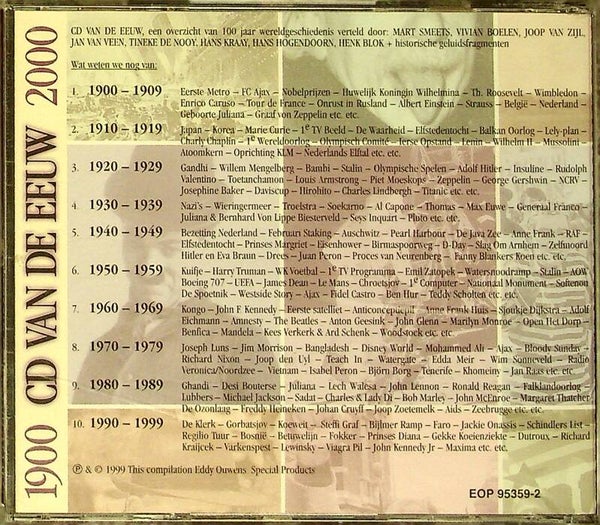 1900 CD VAN DE EEUW 2000
CD VAN DE EEUW, een overzicht van 100 jaar wereldgeschiedenis verteld door: MART SMEETS, VIVIAN BOELEN, JOOP VAN ZIJL,
JAN VAN VEEN, TINEKE DE NOOY, HANS KRAAY, HANS HOGENDOORN, HENK BLOK + historische geluidsfragmenten
Wat weten we nog van:
1. 1900 – 1909 Eerste Metro – FC Ajax – Nobelprijzen – Huwelijk Koningin Wilhelmina – Th. Roosevelt – Wimbledon –
Enrico Caruso – Tour de France – Onrust in Rusland – Albert Einstein – Strauss – België – Nederland –
Geboorte Juliana – Graaf von Zeppelin etc. etc.
2. 1910 – 1919 Japan – Korea – Marie Curie – 1e TV Beeld – De Waarheid – Elfstedentocht – Balkan Oorlog – Lely-plan –
Charly Chaplin – 1e Wereldoorlog – Olympisch Comité – Ierse Opstand – Lenin – Wilhelm II – Mussolini
Atoomkern – Oprichting KLM – Nederlands Elftal etc. etc.
3. 1920 – 1929 Gandhi – Willem Mengelberg – Bambi – Stalin – Olympische Spelen – Adolf Hitler – Insuline – Rudolph
Valentino – Toetanchamon – Louis Armstrong – Piet Moeskops – Zeppelin – George Gershwin – NCRV –
Josephine Baker – Daviscup – Hirohito – Charles Lindbergh – Titanic etc. etc.
4. 1930 – 1939 Nazi's – Wieringermeer – Troelstra – Soekarno – Al Capone – Thomas – Max Euwe – Generaal Franco –
Juliana & Bernhard Von Lippe Biesterveld – Seys Inquart – Pluto etc. etc.
5. 1940 – 1949 Bezetting Nederland – Februari Staking – Auschwitz – Pearl Harbour – De Java Zee – Anne Frank – RAF –
Elfstedentocht – Prinses Margriet – Eisenhower – Birmaspoorweg – D-Day – Slag Om Arnhem – Zelfmoord
Hitler en Eva Braun – Drees – Juan Peron – Proces van Neurenberg – Fanny Blankers Koen etc. etc.
6. 1950 – 1959 Kuifje – Harry Truman – WK Voetbal – 1e TV Programma – Emil Zatopek – Watersnoodramp – Stalin – AOW
Boeing 707 – UEFA – James Dean – Le Mans – Chroetsjov – 1e Computer – Nationaal Monument – Softenon
De Spoetnik – Westside Story – Ajax – Fidel Castro – Ben Hur – Teddy Scholten etc. etc.
7. 1960 – 1969 Kongo – John F Kennedy – Eerste satelliet – Anticonceptiepil – Anne Frank Huis – Sjoukje Dijkstra – Adolf
Eichmann – Amnesty – The Beatles – Anton Geesink – John Glenn – Marilyn Monroe – Open Het Dorp –
Benfica – Mandela – Kees Verkerk & Ard Schenk – Woodstock etc. etc.
8. 1970 – 1979 Joseph Luns – Jim Morrison – Bangladesh – Disney World – Mohammed Ali – Ajax – Bloody Sunday –
Richard Nixon – Joop den Uyl – Teach In – Watergate – Edda Meir – Wim Sonneveld – Radio
Veronica/Noordzee – Vietnam – Isabel Peron – Björn Borg – Tenerife – Khomeiny – Jan Raas etc. etc.
9. 1980 – 1989 Ghandi – Desi Bouterse – Juliana – Lech Walesa – John Lennon – Ronald Reagan – Falklandoorlog –
Lubbers – Michael Jackson – Sadat – Charles & Lady Di – Bob Marley – John McEnroe – Margaret Thatcher
De Ozonlaag – Freddy Heineken – Johan Cruyff – Joop Zoetemelk – Aids – Zeebrugge etc. etc.
10. 1990 – 1999 De Klerk – Gorbatsjov – Koeweit – Steffi Graf – Bijlmer Ramp – Faro – Jackie Onassis – Schindlers List –
Regilio Tuur – Bosnië – Betuwelijn – Fokker – Prinses Diana – Gekke Koeienziekte – Dutroux – Richard
Kraijcek – Varkenspest – Lewinsky – Viagra Pil – John Kennedy Jr – Maxima etc. etc.
℗ & © 1999 This compilation Eddy Ouwens Special Products
EOP 95359-2